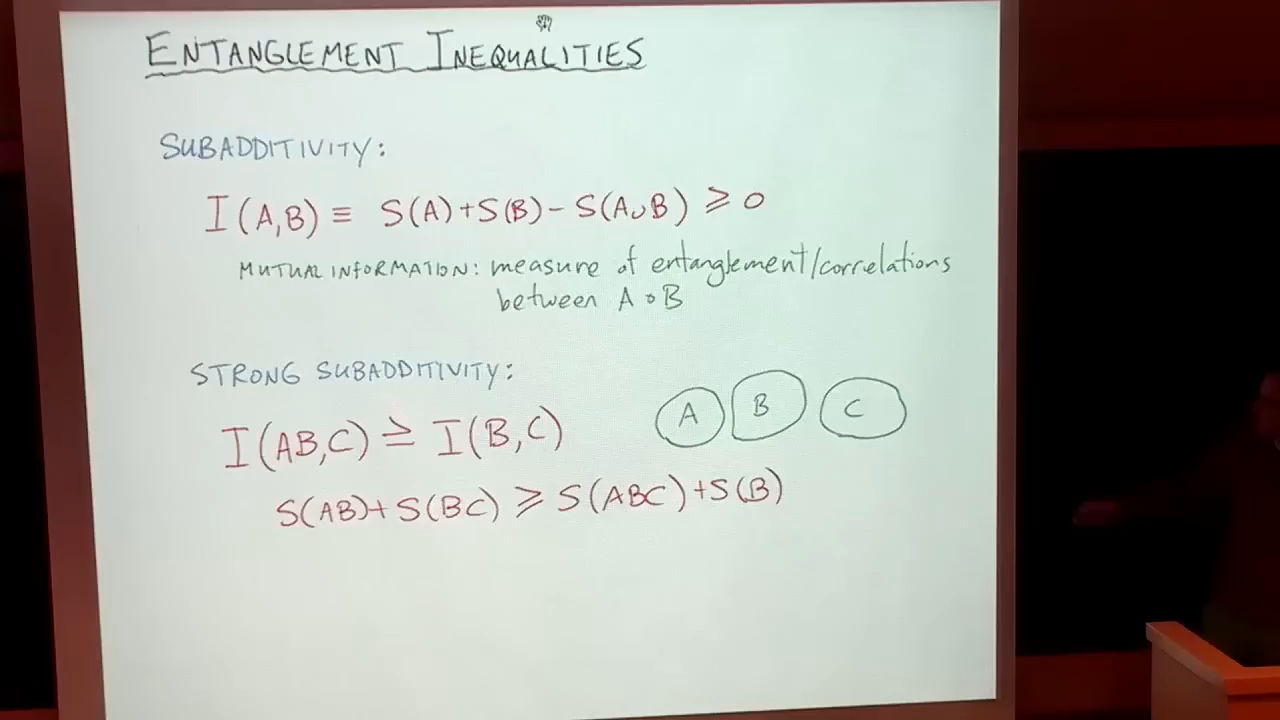 ENTANGLEMENT INEQUALITIES
SUBADDITIVITY:
I(A,B) ≡ S(A)+S(B)-S(A∪B) ≥ 0
MUTUAL INFORMATION: measure of entanglement/correlations
between A & B
STRONG SUBADDITIVITY:
A B C
I(AB,C) ≥ I(B,C)
S(AB)+S(BC) ≥ S(ABC)+S(B)